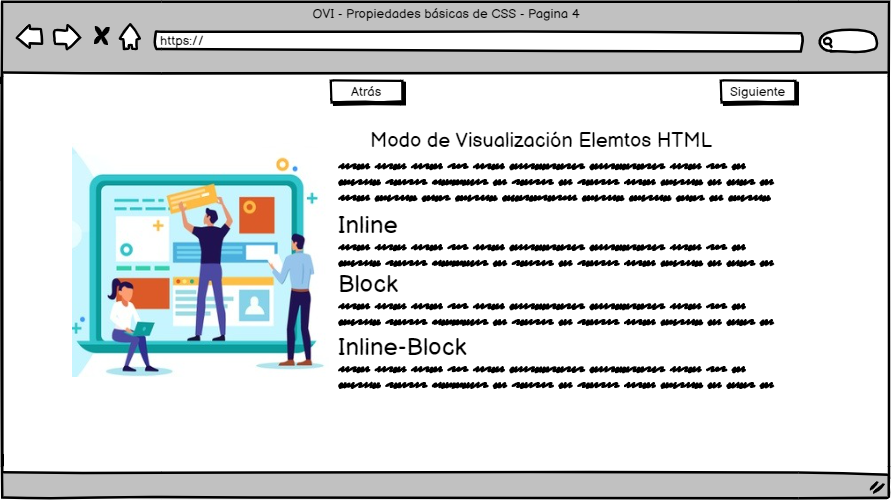 OVI - Propiedades básicas de CSS - Pagina 4
https://
Atrás
Siguiente
Modo de Visualización Elemtos HTML
Inline
Block
Inline-Block